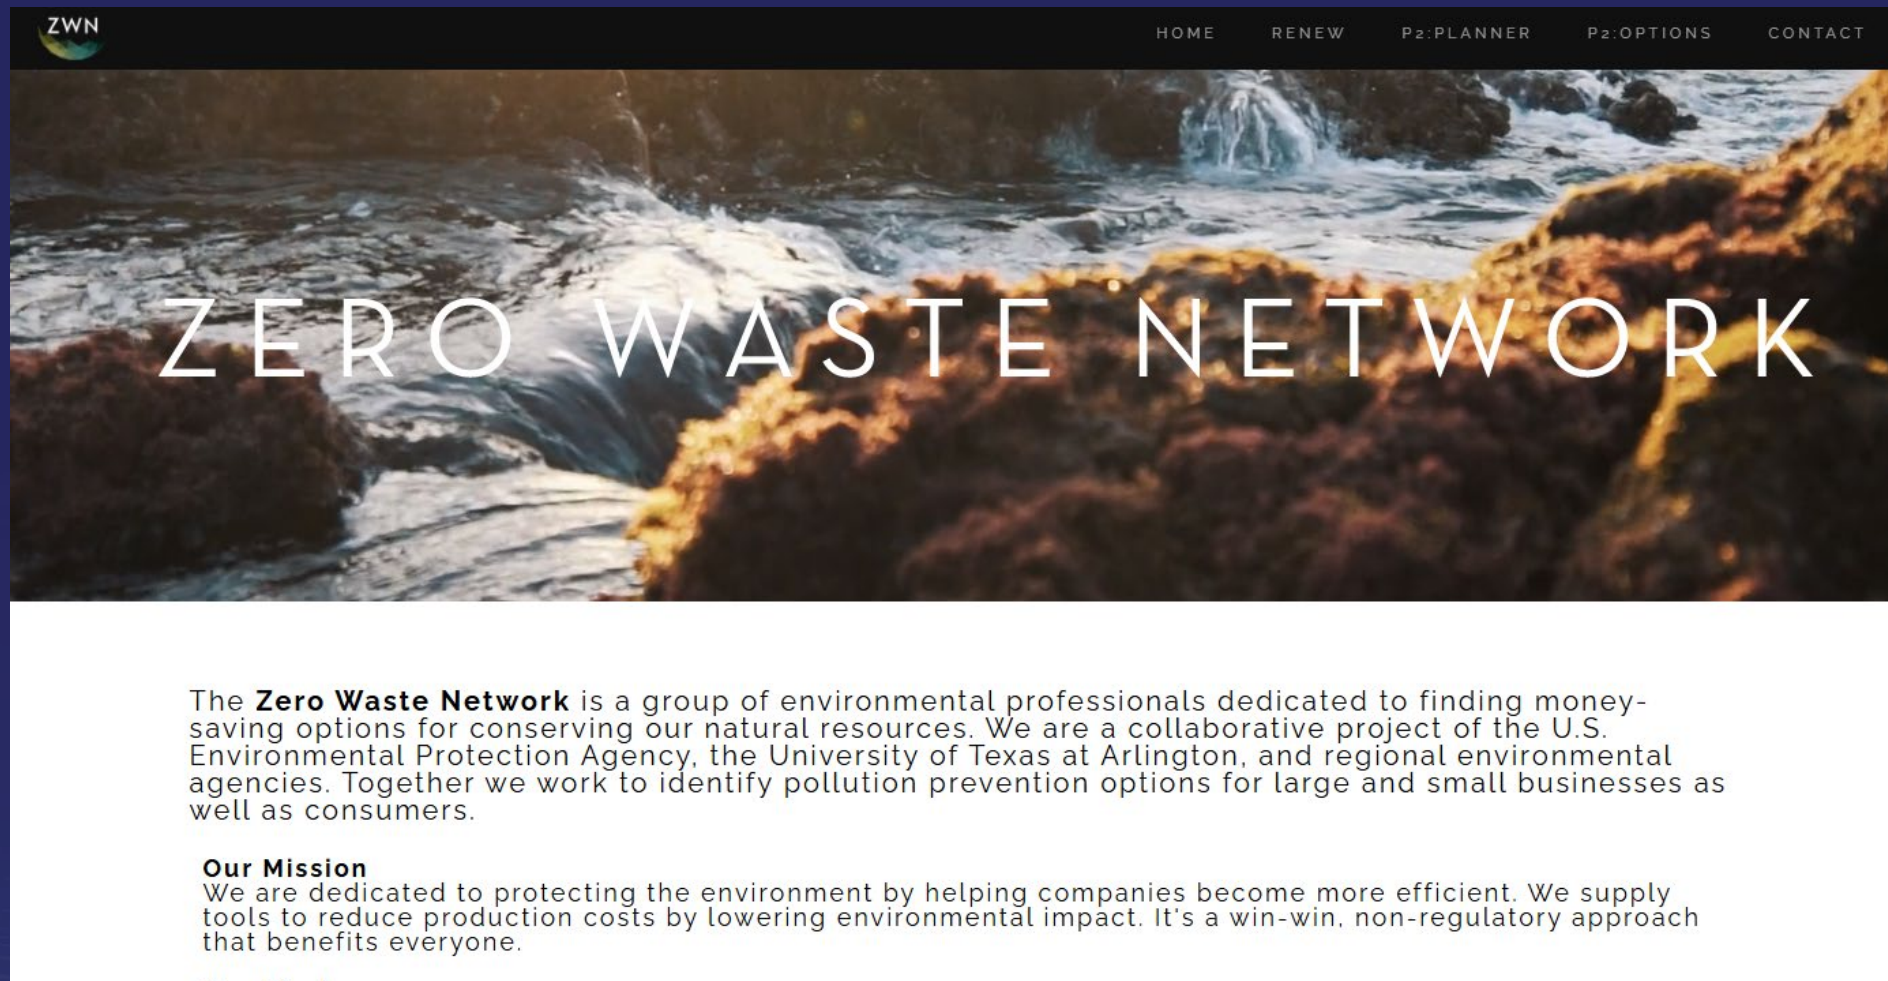 ZWN
HOME RENEW P2:PLANNER P2:OPTIONS CONTACT
ZERO WASTE NETWORK
The Zero Waste Network is a group of environmental professionals dedicated to finding money-
saving options for conserving our natural resources. We are a collaborative project of the U.S.
Environmental Protection Agency, the University of Texas at Arlington, and regional environmental
agencies. Together we work to identify pollution prevention options for large and small businesses as
well as consumers.
Our Mission
We are dedicated to protecting the environment by helping companies become more efficient. We supply
tools to reduce production costs by lowering environmental impact. It's a win-win, non-regulatory approach
that benefits everyone.